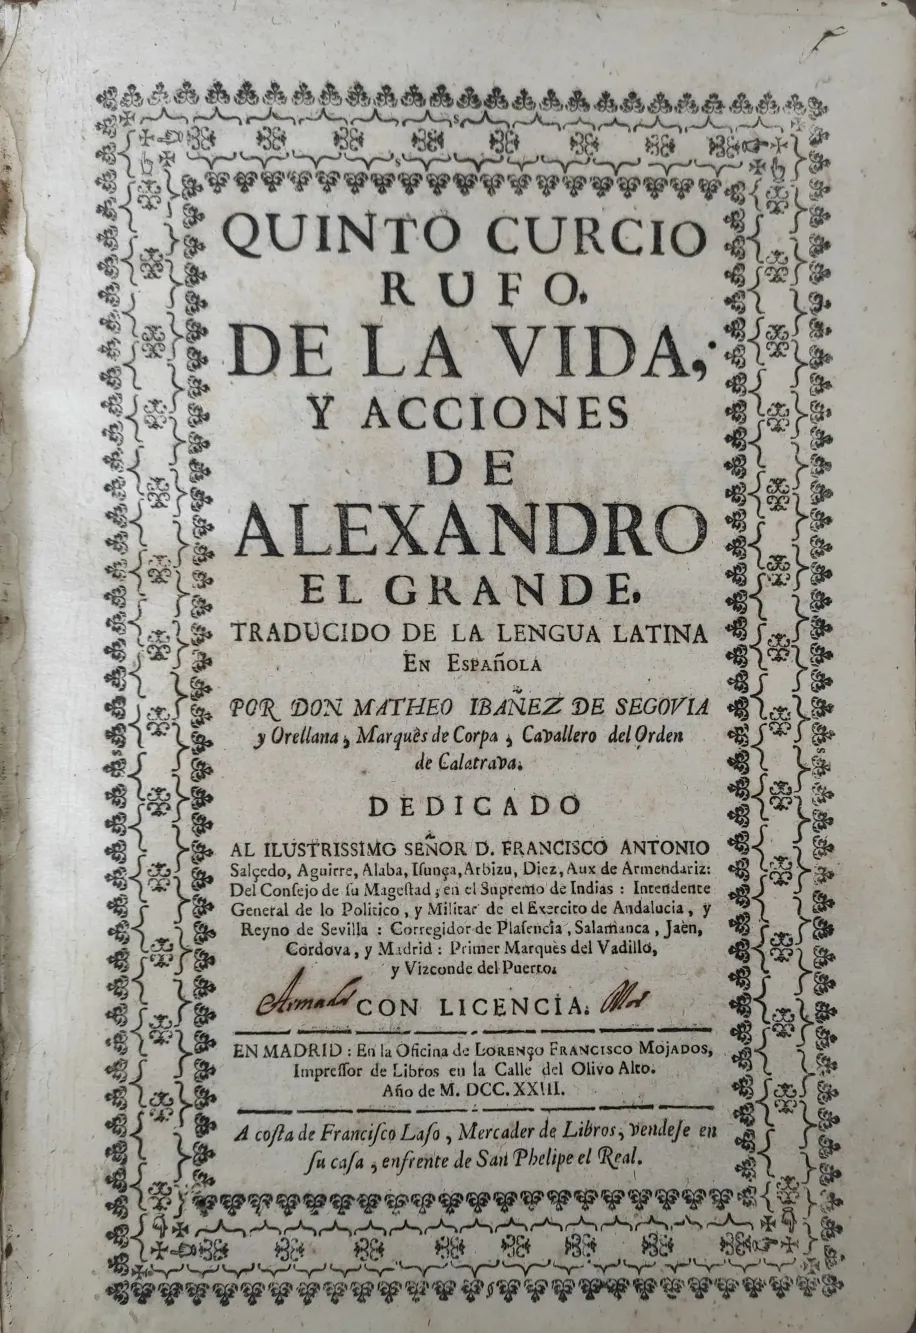 QUINTO CURCIO
RUFO.
DE LA VIDA,
Y ACCIONES
DE
ALEXANDRO
EL GRANDE.
TRADUCIDO DE LA LENGUA LATINA
EN ESPAÑOLA
POR DON MATHEO IBAÑEZ DE SEGOVIA
y Orellana, Marquès de Corpa, Cavallero del Orden
de Calatrava.
DEDICADO
AL ILUSTRISSIMO SEÑOR D. FRANCISCO ANTONIO
Salçedo, Aguirre, Alaba, Iſunça, Arbizu, Diez, Aux de Armendariz:
Del Conſejo de ſu Mageſtad, en el Supremo de Indias: Intendente
General de lo Politico, y Militar de el Exercito de Andalucia, y
Reyno de Sevilla: Corregidor de Plaſencia, Salamanca, Jaèn,
Cordova, y Madrid: Primer Marquès del Vadillo,
y Vizconde del Puerto.
CON LICENCIA.
EN MADRID: En la Oficina de LORENÇO FRANCISCO MOJADOS,
Impreſſor de Libros en la Calle del Olivo Alto.
Año de M. DCC. XXIII.
A coſta de Franciſco Laſo, Mercader de Libros, vendeſe en
ſu caſa, enfrente de San Phelipe el Real.